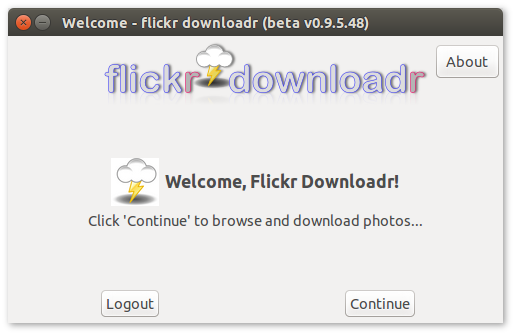 Welcome - flickr downloadr (beta v0.9.5.48)
About
flickr downloadr
Welcome, Flickr Downloadr!
Click 'Continue' to browse and download photos...
Logout
Continue